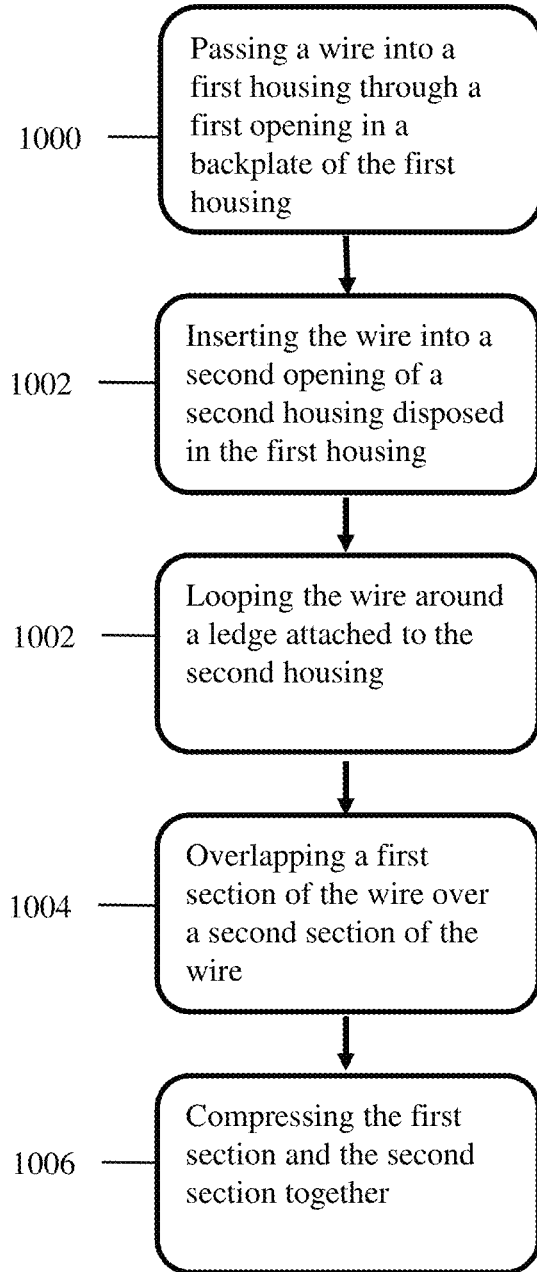 Passing a wire into a
first housing through a
1000
first opening in a
backplate of the first
housing
Inserting the wire into a
1002
second opening of a
second housing disposed
in the first housing
Looping the wire around
1002
a ledge attached to the
second housing
Overlapping a first
section of the wire over
1004
a second section of the
wire
Compressing the first
1006
section and the second
section together